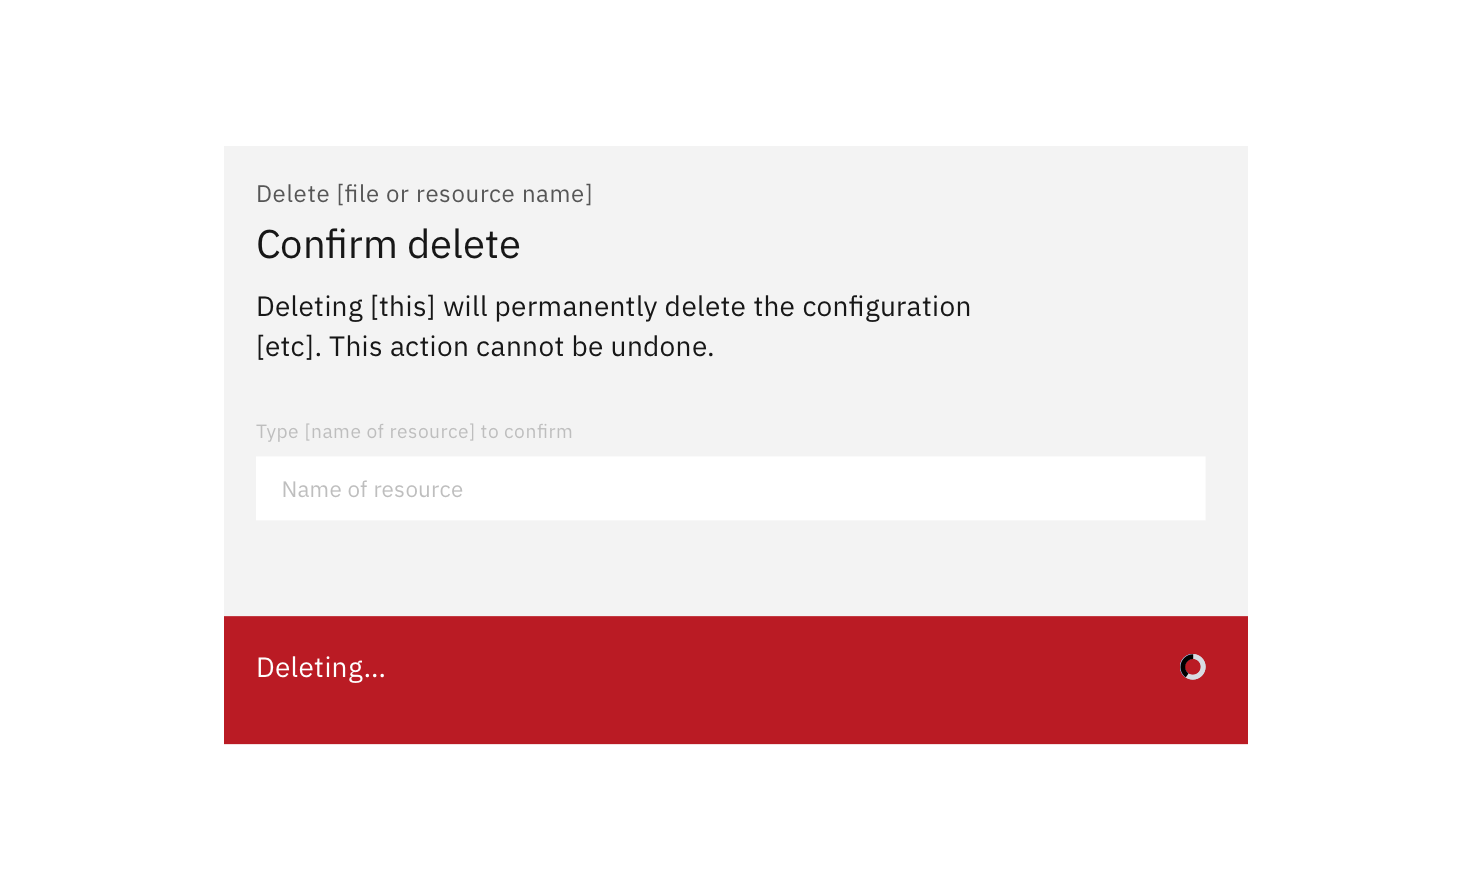 Delete [file or resource name]
Confirm delete
Deleting [this] will permanently delete the configuration
[etc]. This action cannot be undone.
Type [name of resource] to confirm
Name of resource
Deleting...